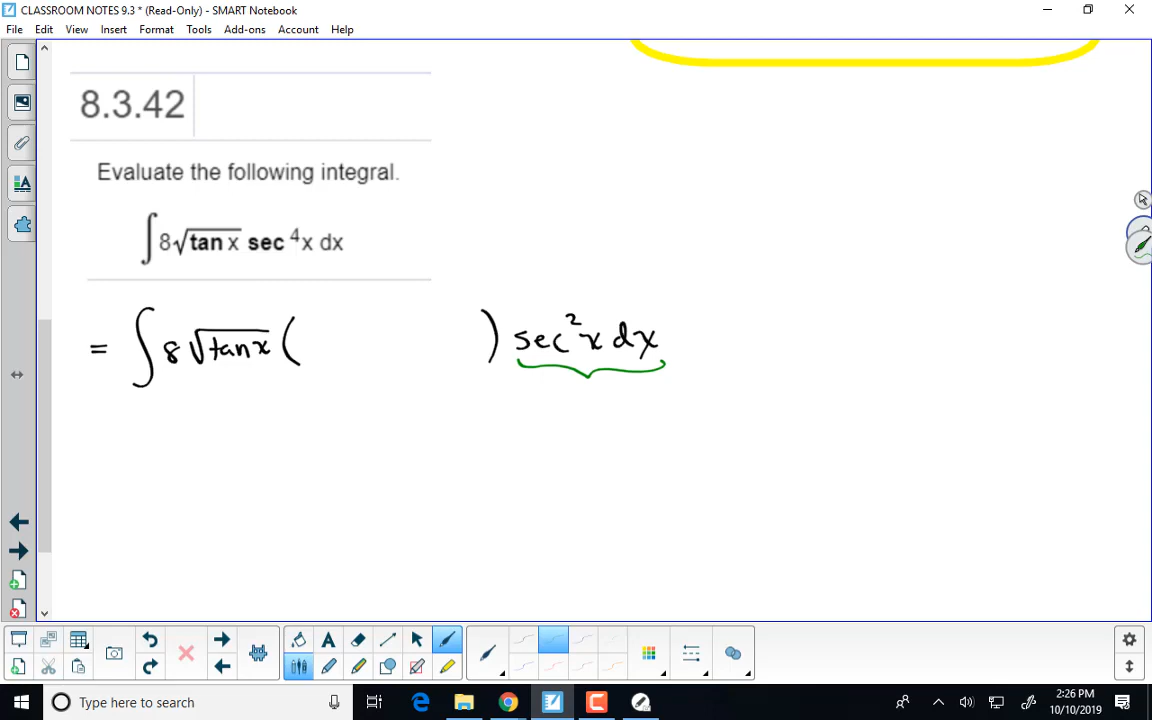 CLASSROOM NOTES 9.3 * (Read-Only) - SMART Notebook
File Edit View Insert Format Tools Add-ons Account Help
8.3.42
Evaluate the following integral.
∫ 8√tan x sec ⁴x dx
= ∫ 8 √tanx ( ) sec²x dx
A
Type here to search
2:26 PM
10/10/2019